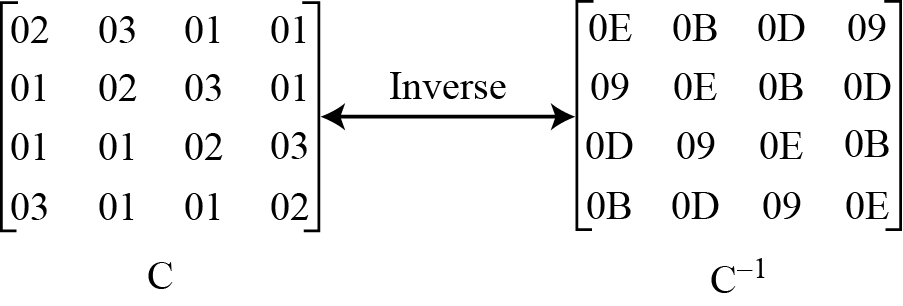 02 03 01 01 0E 0B 0D 09
01 02 03 01 Inverse 09 0E 0B 0D
01 01 02 03 0D 09 0E 0B
03 01 01 02 0B 0D 09 0E
C C⁻¹